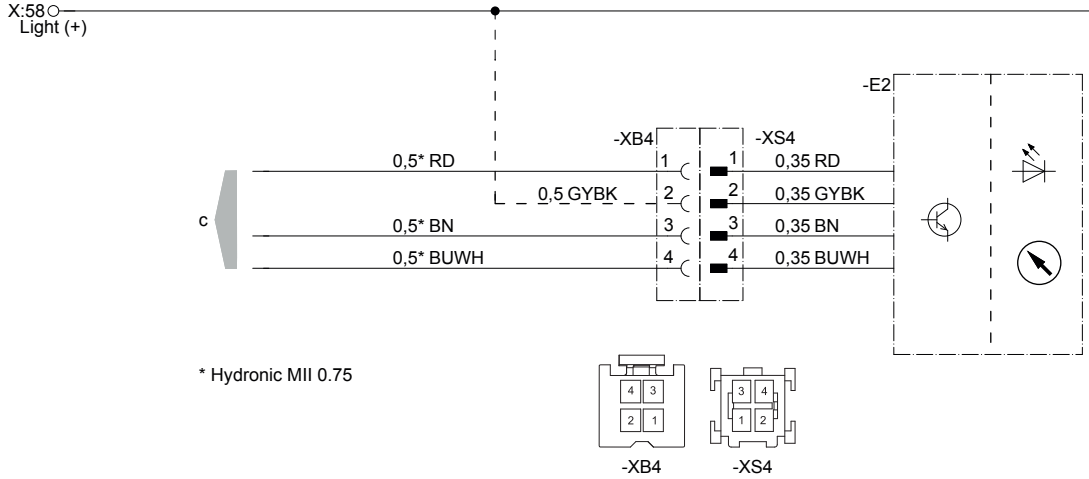 X:58
Light (+)
-E2
-XB4
-XS4
0,5* RD
1
1
0,35 RD
0,5 GYBK
2
2
0,35 GYBK
c
0,5* BN
3
3
0,35 BN
0,5* BUWH
4
4
0,35 BUWH
* Hydronic MII 0.75
4 3
3 4
2 1
1 2
-XB4
-XS4